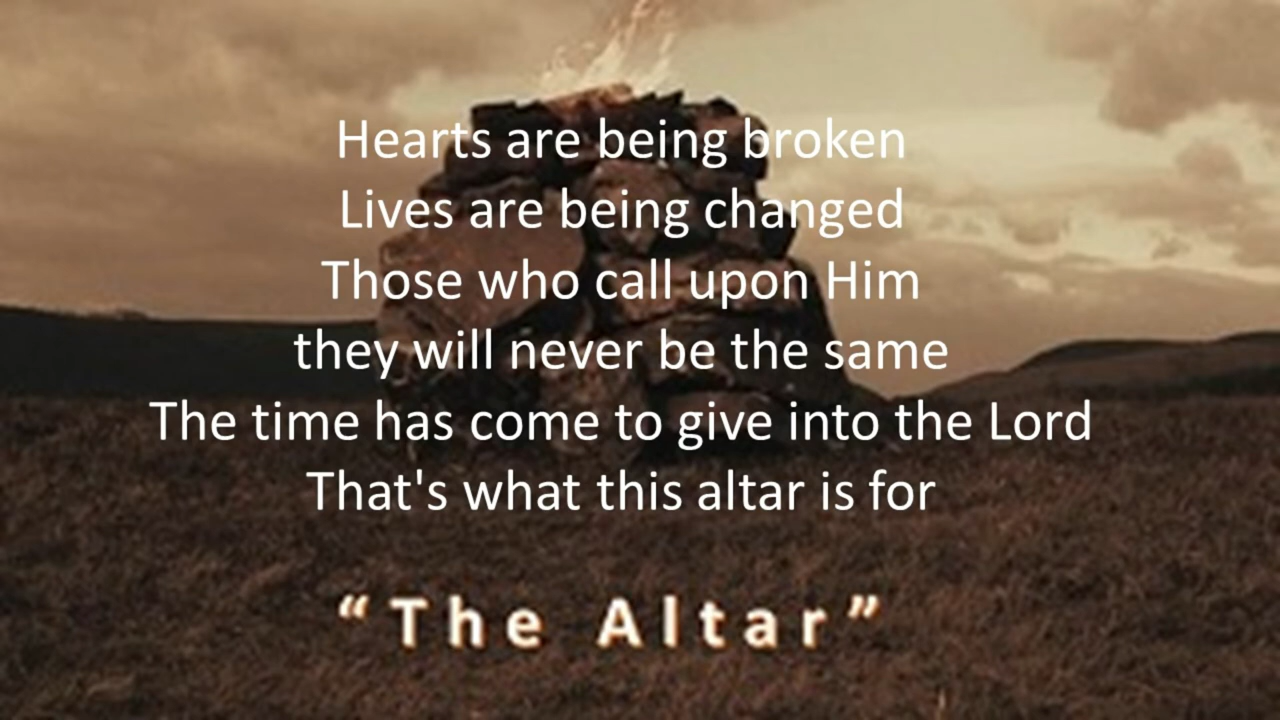 Hearts are being broken
Lives are being changed
Those who call upon Him
they will never be the same
The time has come to give into the Lord
That's what this altar is for
“The Altar”